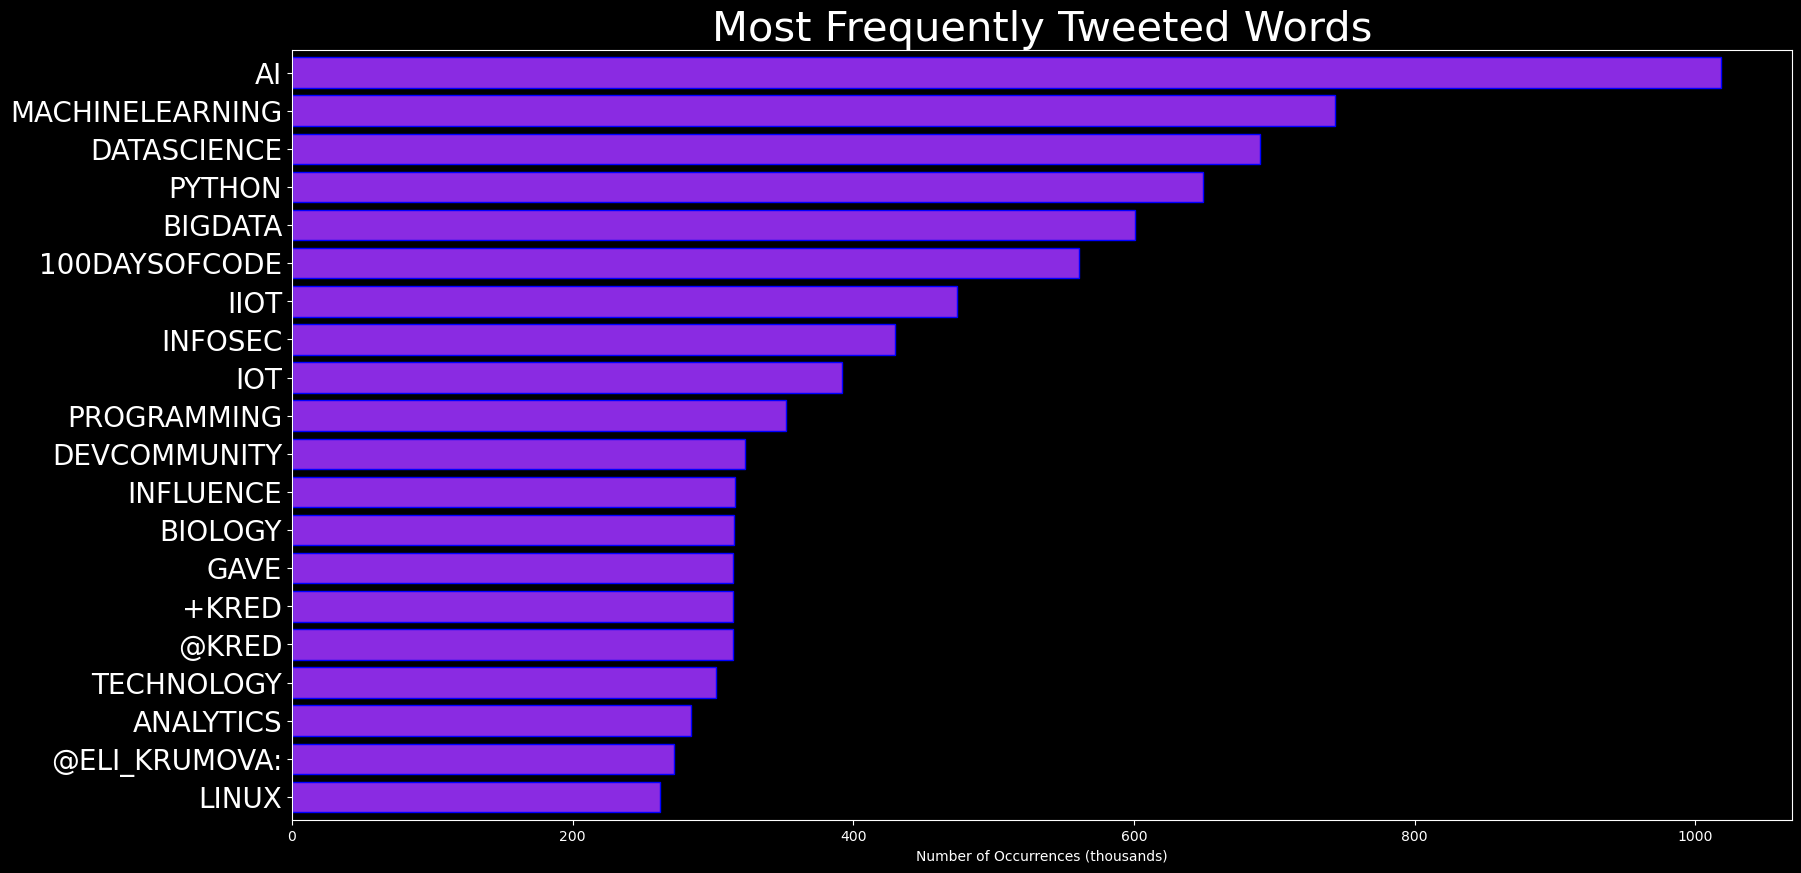 Most Frequently Tweeted Words
AI
MACHINELEARNING
DATASCIENCE
PYTHON
BIGDATA
100DAYSOFCODE
IIOT
INFOSEC
IOT
PROGRAMMING
DEVCOMMUNITY
INFLUENCE
BIOLOGY
GAVE
+KRED
@KRED
TECHNOLOGY
ANALYTICS
@ELI_KRUMOVA:
LINUX
0 200 400 600 800 1000
Number of Occurrences (thousands)